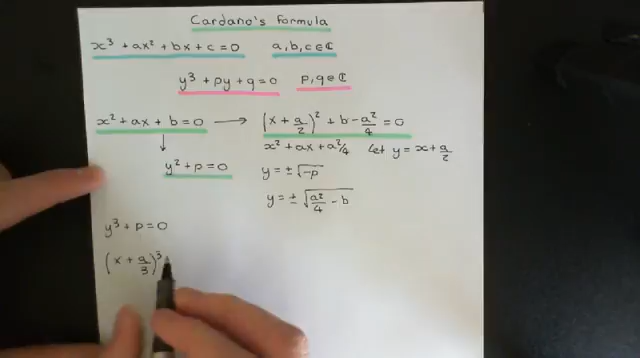 Cardano's Formula
x³ + ax² + bx + c = 0 a, b, c ∈ ℂ
y³ + py + q = 0 p, q ∈ ℂ
x² + ax + b = 0 → (x + a/2)² + b - a²/4 = 0
x² + ax + a²/4 Let y = x + a/2
↓
y² + p = 0 y = ± √-p
y = ± √(a²/4 - b)
y³ + p = 0
(x + a/3)³